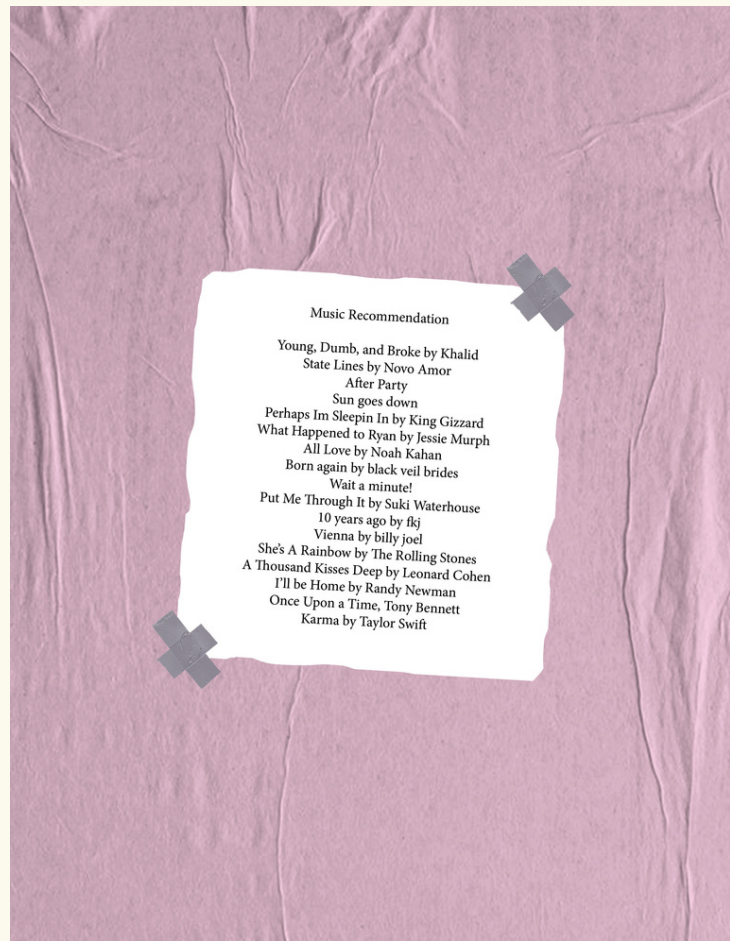 Music Recommendation
Young, Dumb, and Broke by Khalid
State Lines by Novo Amor
After Party
Sun goes down
Perhaps Im Sleepin In by King Gizzard
What Happened to Ryan by Jessie Murph
All Love by Noah Kahan
Born again by black veil brides
Wait a minute!
Put Me Through It by Suki Waterhouse
10 years ago by fkj
Vienna by billy joel
She's A Rainbow by The Rolling Stones
A Thousand Kisses Deep by Leonard Cohen
I'll be Home by Randy Newman
Once Upon a Time, Tony Bennett
Karma by Taylor Swift